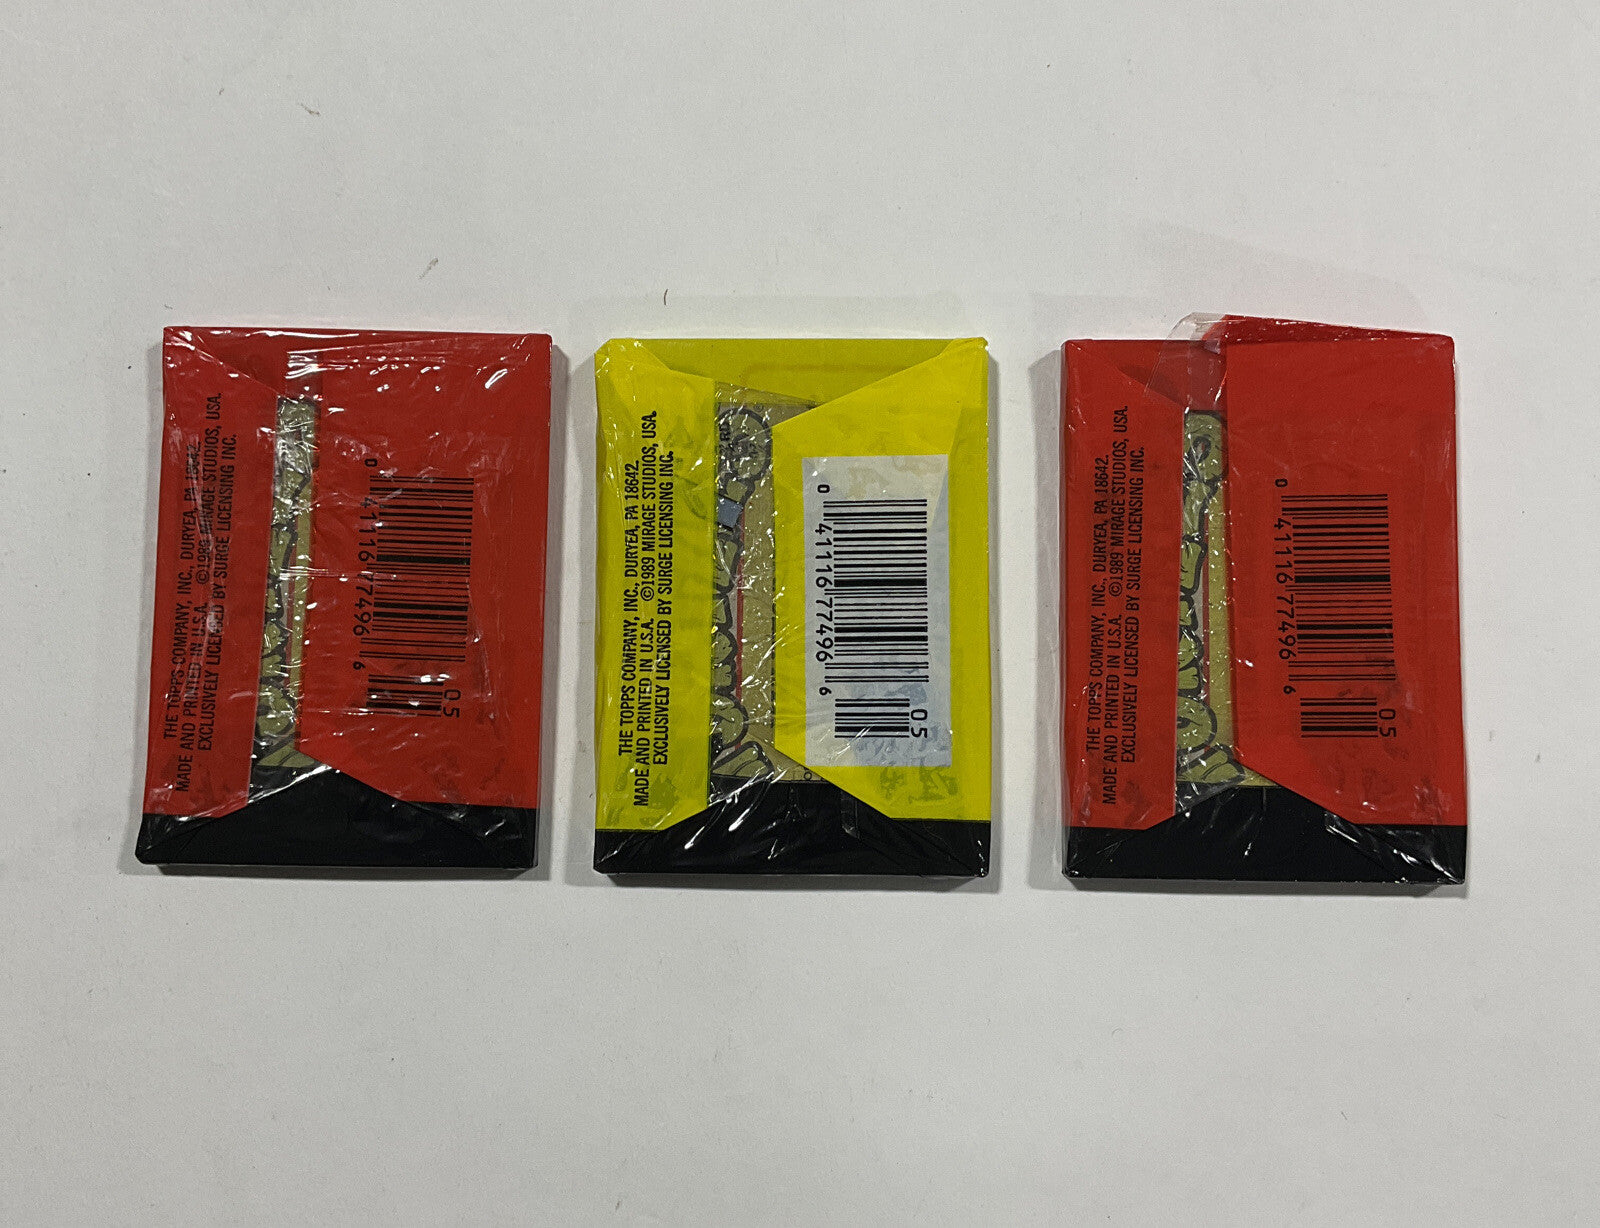 THE TOPPS COMPANY, INC., DURYEA, PA 18642.
MADE AND PRINTED IN U.S.A. ©1989 MIRAGE STUDIOS, USA.
EXCLUSIVELY LICENSED BY SURGE LICENSING INC.
0 41116 77496 6
05
THE TOPPS COMPANY, INC., DURYEA, PA 18642.
MADE AND PRINTED IN U.S.A. ©1989 MIRAGE STUDIOS, USA.
EXCLUSIVELY LICENSED BY SURGE LICENSING INC.
0 41116 77496 6
05
THE TOPPS COMPANY, INC., DURYEA, PA 18642.
MADE AND PRINTED IN U.S.A. ©1989 MIRAGE STUDIOS, USA.
EXCLUSIVELY LICENSED BY SURGE LICENSING INC.
0 41116 77496 6
05